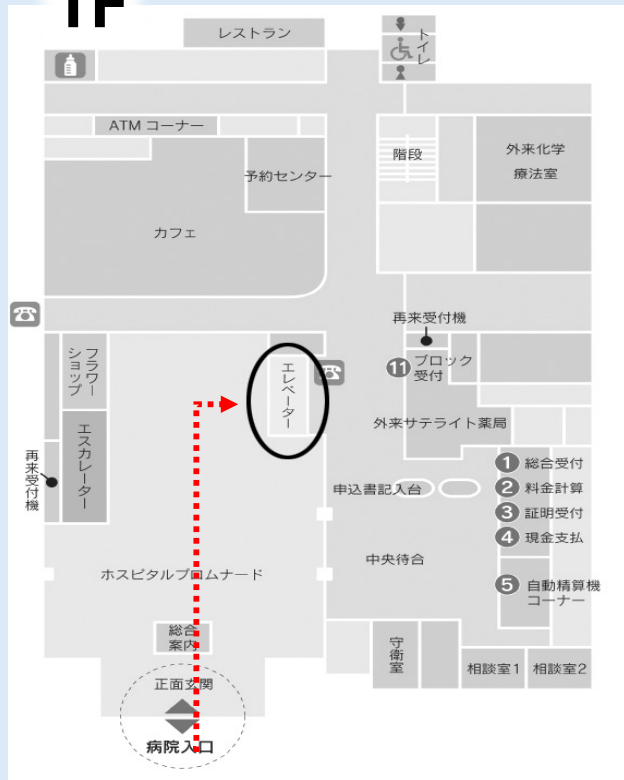 1F
レストラン
トイレ
ATM コーナー
階段
外来化学
療法室
予約センター
カフェ
再来受付機
11 ブロック
受付
フラワー
ショップ
エレベーター
外来サテライト薬局
エスカレーター
再来受付機
申込書記入台
1 総合受付
2 料金計算
3 証明受付
4 現金支払
中央待合
5 自動精算機
コーナー
ホスピタルプロムナード
総合
案内
守衛室
相談室1
相談室2
正面玄関
病院入口